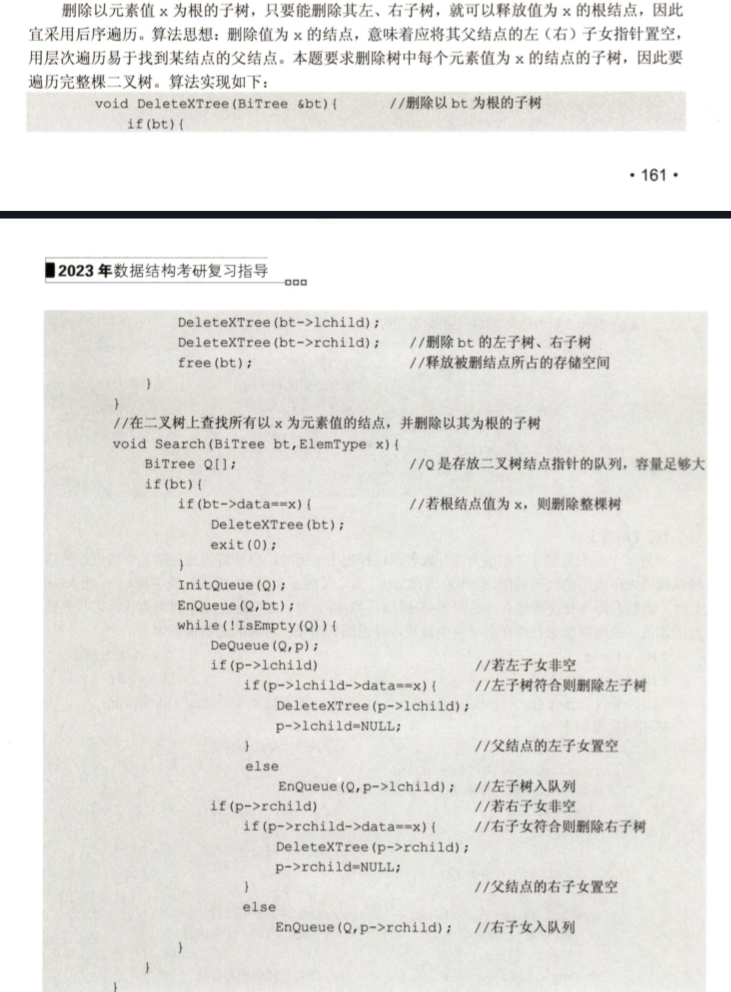 删除以元素值 x 为根的子树，只要能删除其左、右子树，就可以释放值为 x 的根结点，因此
宜采用后序遍历。算法思想：删除值为 x 的结点，意味着应将其父结点的左（右）子女指针置空，
用层次遍历易于找到某结点的父结点。本题要求删除树中每个元素值为 x 的结点的子树，因此要
遍历完整棵二叉树。算法实现如下：
void DeleteXTree(BiTree &bt){ //删除以 bt 为根的子树
if(bt){
·161·
2023 年数据结构考研复习指导
DeleteXTree(bt->lchild);
DeleteXTree(bt->rchild); //删除 bt 的左子树、右子树
free(bt); //释放被删结点所占的存储空间
}
}
//在二叉树上查找所有以 x 为元素值的结点，并删除以其为根的子树
void Search(BiTree bt,ElemType x){
BiTree Q[]; //Q 是存放二叉树结点指针的队列，容量足够大
if(bt){
if(bt->data==x){ //若根结点值为 x，则删除整棵树
DeleteXTree(bt);
exit(0);
}
InitQueue(Q);
EnQueue(Q,bt);
while(!IsEmpty(Q)){
DeQueue(Q,p);
if(p->lchild) //若左子女非空
if(p->lchild->data==x){ //左子树符合则删除左子树
DeleteXTree(p->lchild);
p->lchild=NULL;
} //父结点的左子女置空
else
EnQueue(Q,p->lchild); //左子树入队列
if(p->rchild) //若右子女非空
if(p->rchild->data==x){ //右子女符合则删除右子树
DeleteXTree(p->rchild);
p->rchild=NULL;
} //父结点的右子女置空
else
EnQueue(Q,p->rchild); //右子女入队列
}
}
}